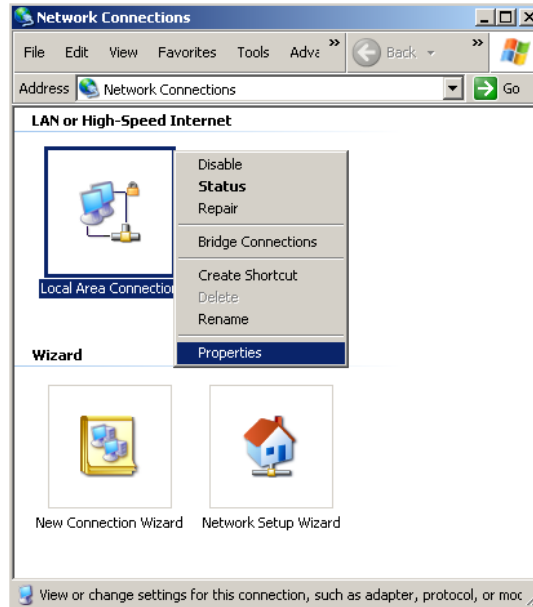 Network Connections
File Edit View Favorites Tools Adva » Back »
Address Network Connections Go
LAN or High-Speed Internet
Local Area Connection
Disable
Status
Repair
Bridge Connections
Create Shortcut
Delete
Rename
Properties
Wizard
New Connection Wizard Network Setup Wizard
View or change settings for this connection, such as adapter, protocol, or moc